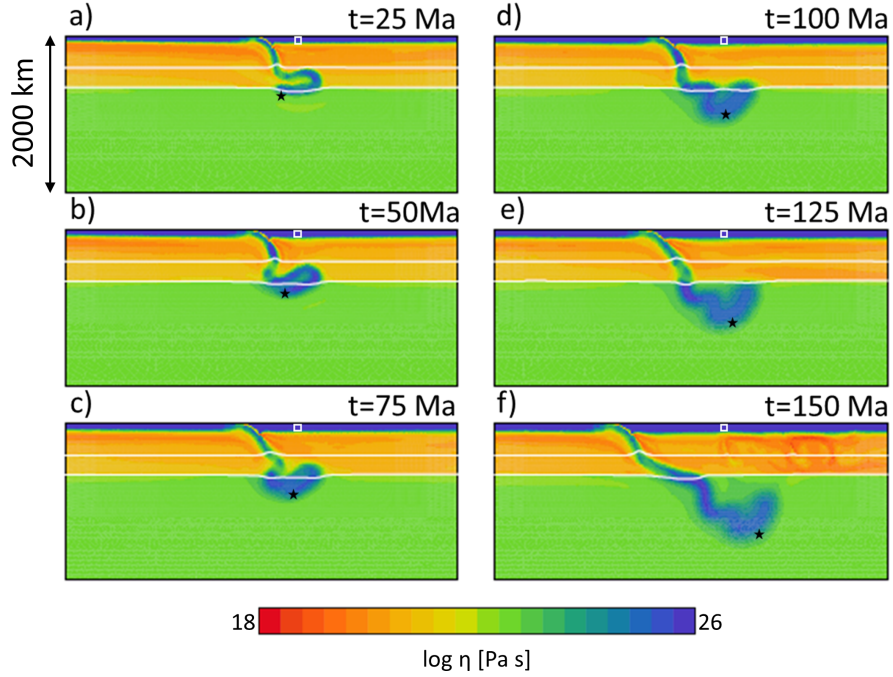 a) t=25 Ma
d) t=100 Ma
2000 km
b) t=50Ma
e) t=125 Ma
c) t=75 Ma
f) t=150 Ma
18 26
log η [Pa s]